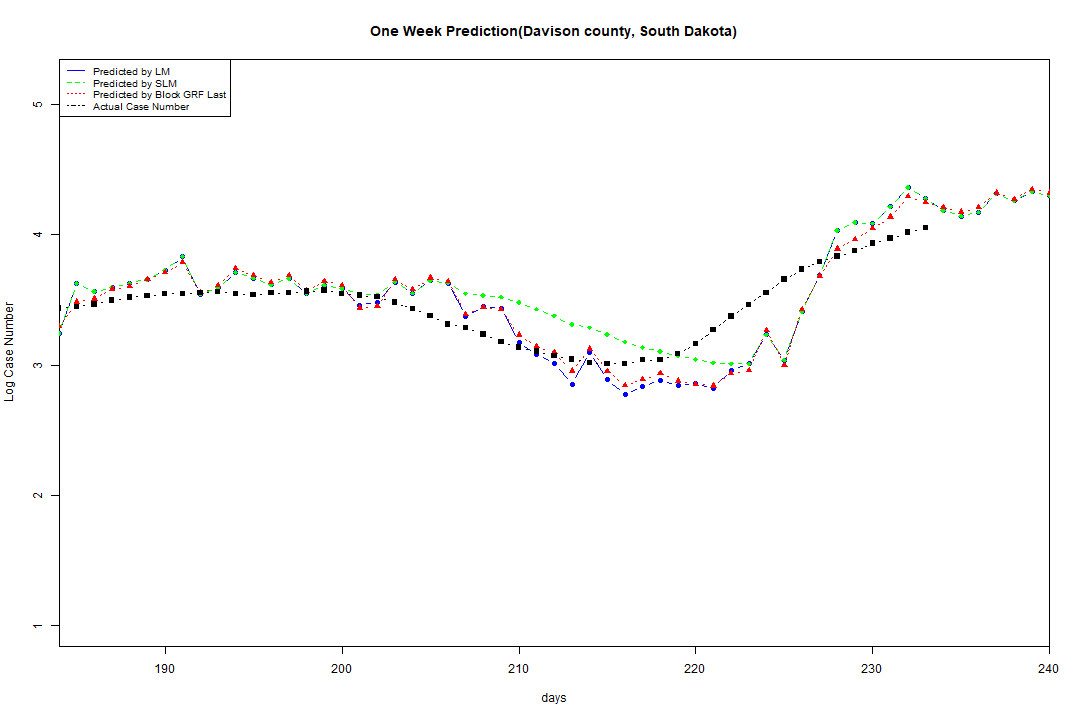 One Week Prediction(Davison county, South Dakota)
Predicted by LM
Predicted by SLM
Predicted by Block GRF Last
Actual Case Number
5
4
3
2
1
Log Case Number
190 200 210 220 230 240
days